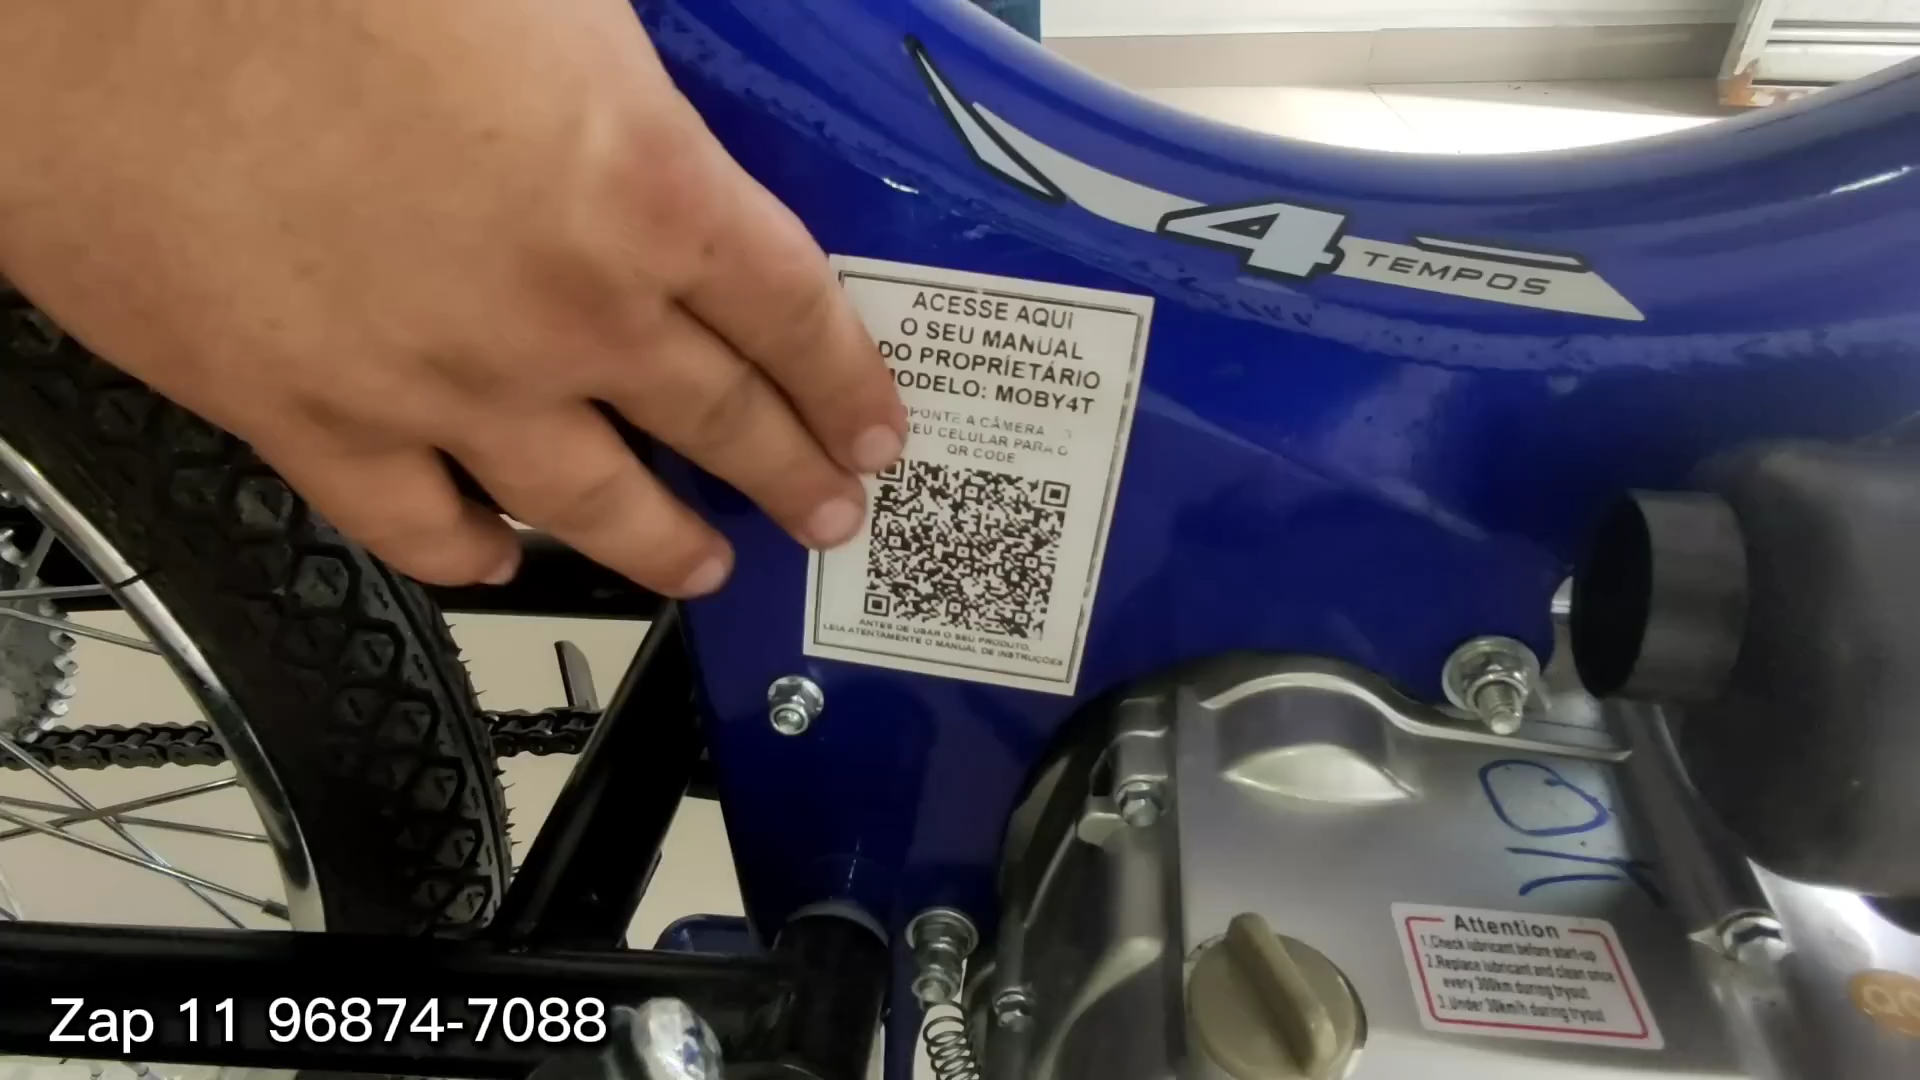 4 TEMPOS
ACESSE AQUI
O SEU MANUAL
DO PROPRÍETÁRIO
MODELO: MOBY4T
APONTE A CÂMERA
SEU CELULAR PARA O
QR CODE
ANTES DE USAR O SEU PRODUTO,
LEIA ATENTAMENTE O MANUAL DE INSTRUÇÕES
Attention
1.Check lubricant before start-up
2.Replace lubricant and clean once
every 300km during tryout
3.Under 30km/h during tryout
Zap 11 96874-7088